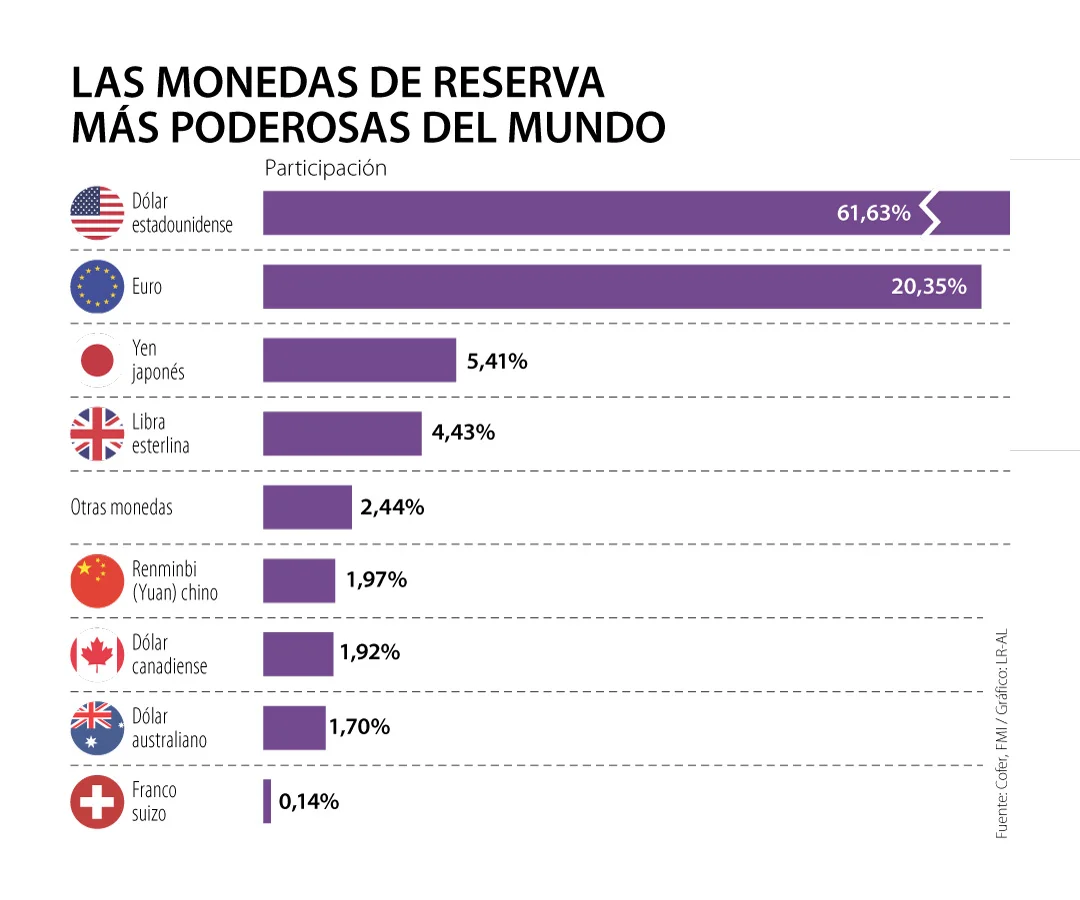 LAS MONEDAS DE RESERVA
MÁS PODEROSAS DEL MUNDO
Participación
Dólar
estadounidense
61,63%
Euro
20,35%
Yen
japonés
5,41%
Libra
esterlina
4,43%
Otras monedas
2,44%
Renminbi
(Yuan) chino
1,97%
Dólar
canadiense
1,92%
Dólar
australiano
1,70%
Franco
suizo
0,14%
Fuente: Cofer, FMI / Gráfico: LR-AL